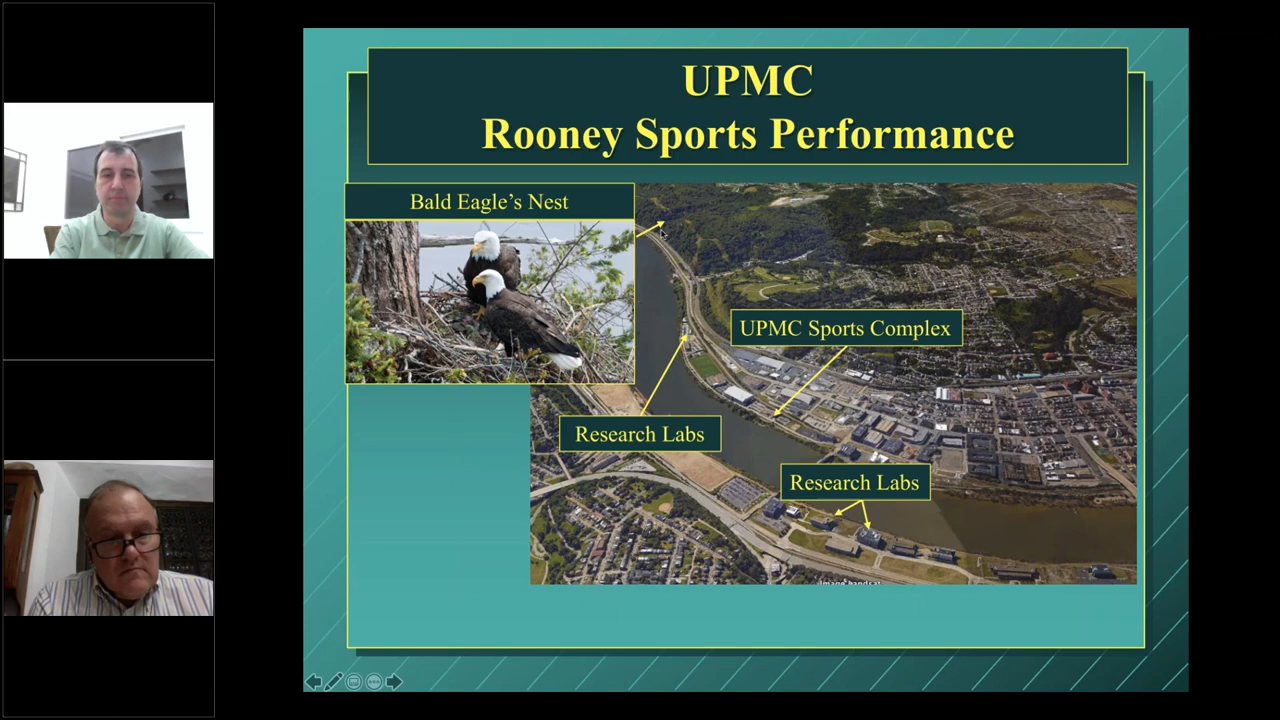 UPMC
Rooney Sports Performance
Bald Eagle’s Nest
UPMC Sports Complex
Research Labs
Research Labs